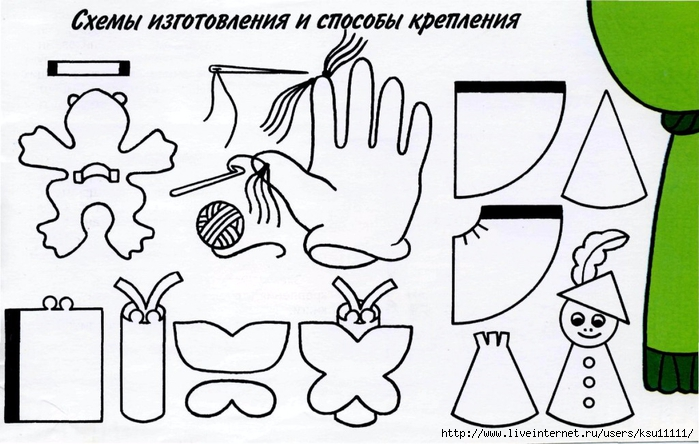 Схемы изготовления и способы крепления
http://www.liveinternet.ru/users/ksu11111/